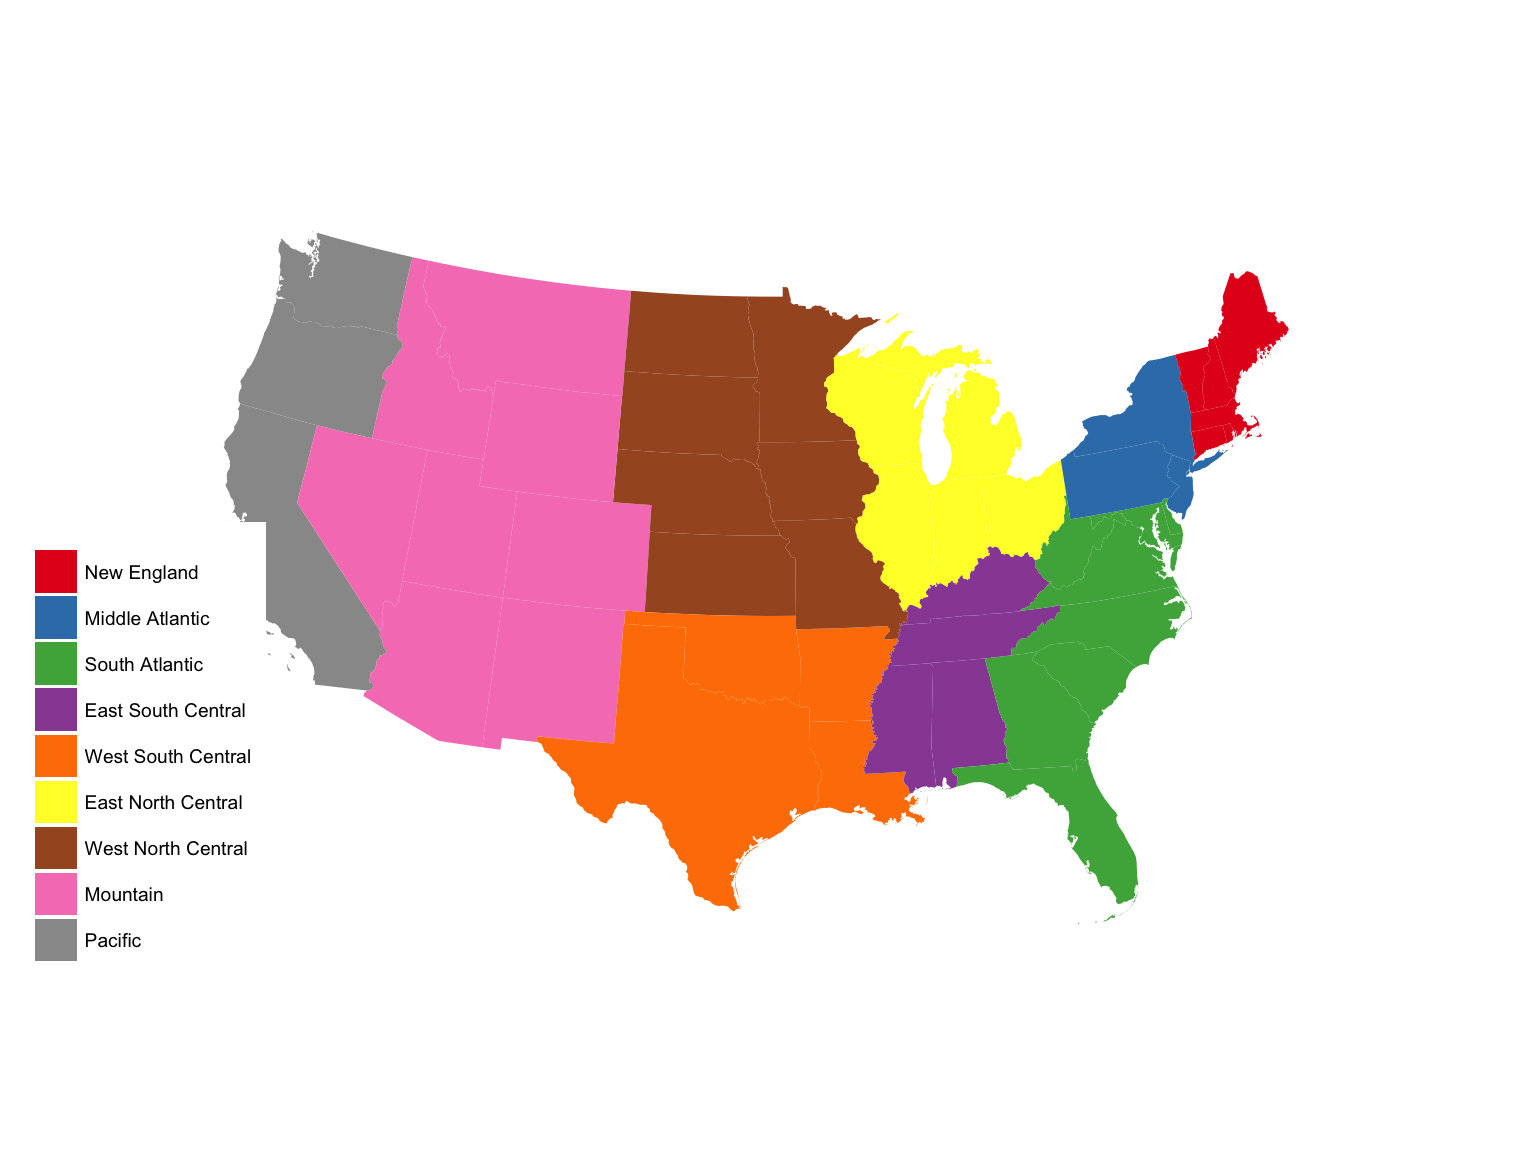 New England
Middle Atlantic
South Atlantic
East South Central
West South Central
East North Central
West North Central
Mountain
Pacific